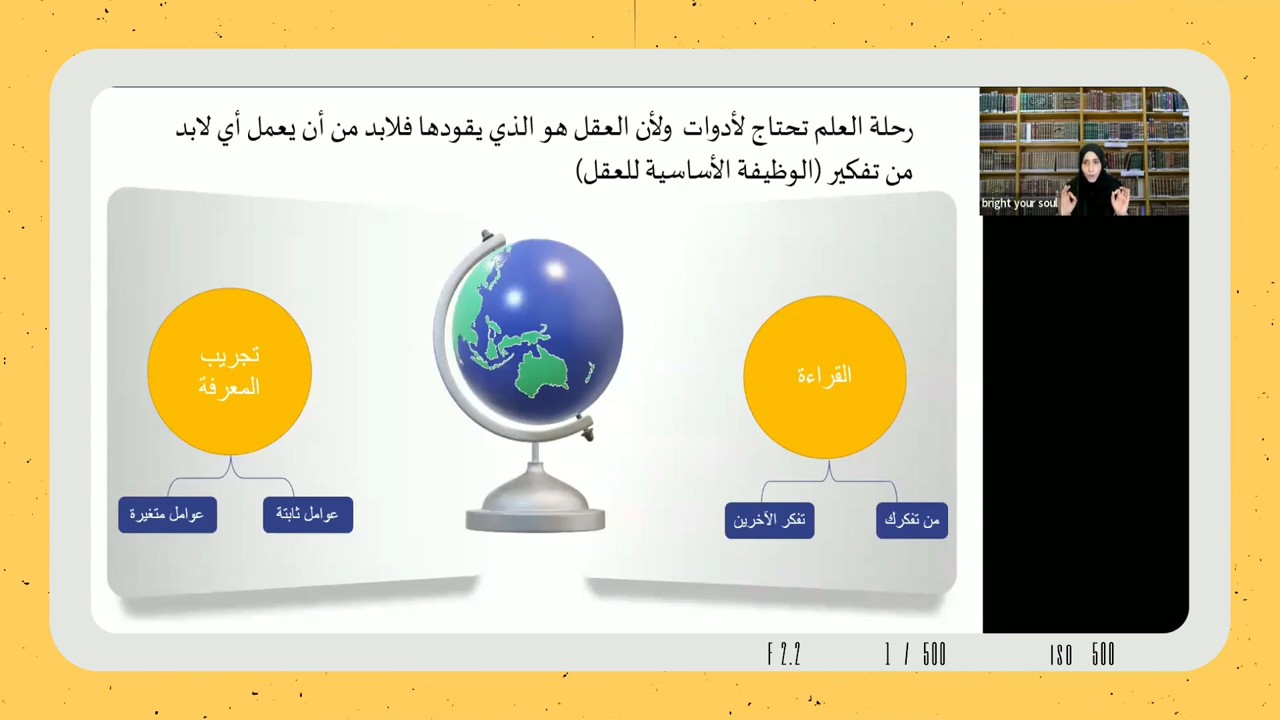 رحلة العلم تحتاج لأدوات ولأن العقل هو الذي يقودها فلابد من أن يعمل أي لابد
من تفكير (الوظيفة الأساسية للعقل)
bright your soul
القراءة
من تفكرك
تفكر الآخرين
تجريب
المعرفة
عوامل ثابتة
عوامل متغيرة
F 2.2 1 / 500 ISO 500